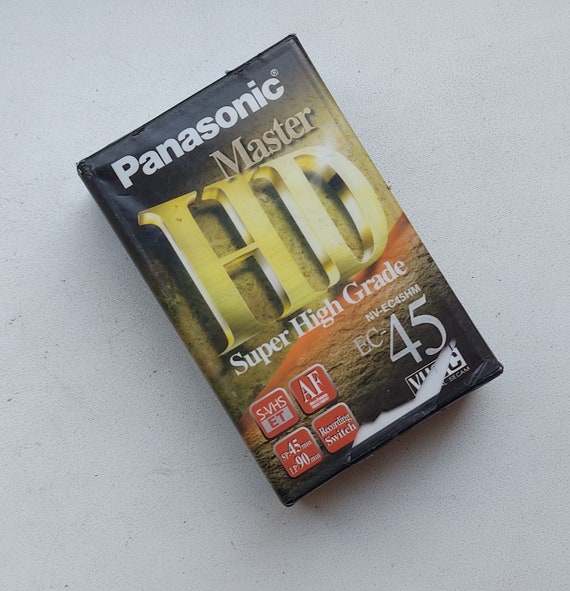 Panasonic®
Master
HD
Super High Grade
NV-EC45HM
EC-45
S-VHS
ET
AF
SP-45min
LP-90min
Recording
Switch
SECAM